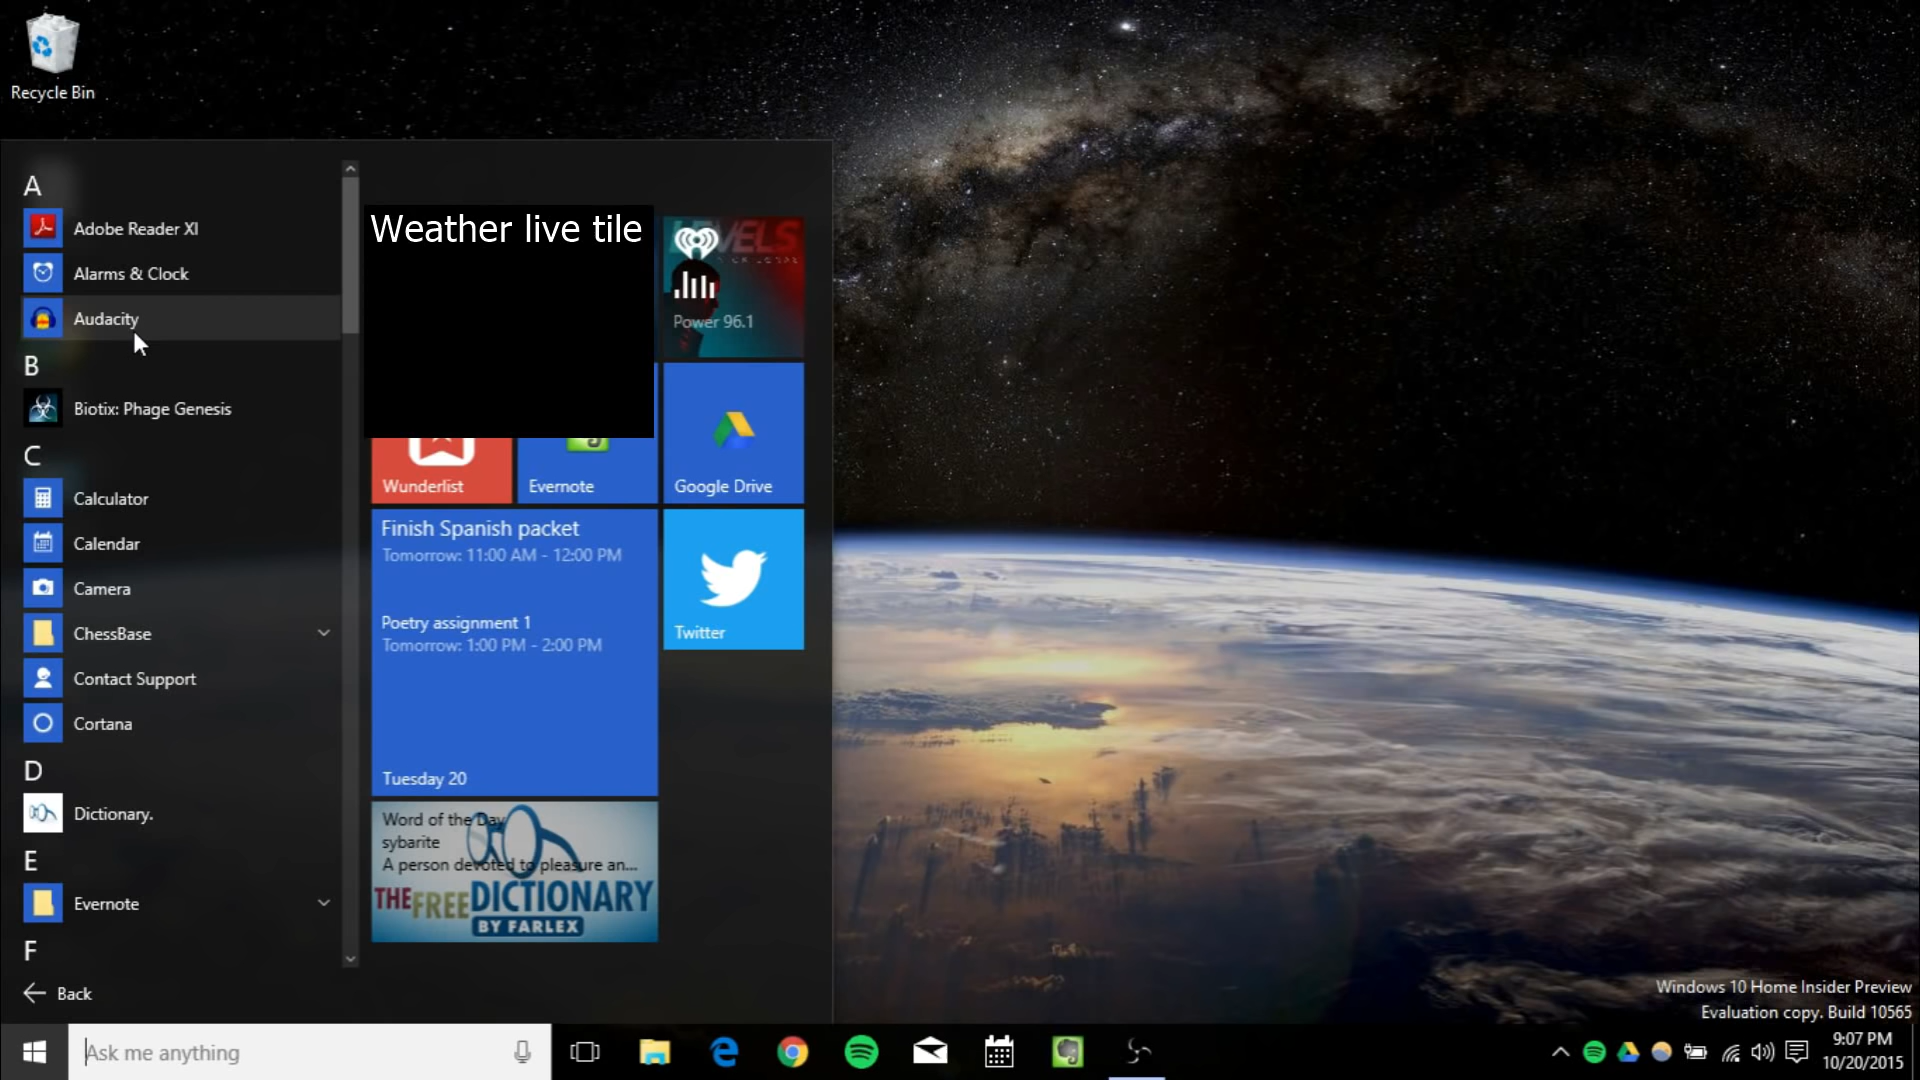 Recycle Bin
A
Adobe Reader XI
Alarms & Clock
Audacity
B
Biotix: Phage Genesis
C
Calculator
Calendar
Camera
ChessBase
Contact Support
Cortana
D
Dictionary.
E
Evernote
F
Back
Weather live tile
Power 96.1
Wunderlist
Evernote
Google Drive
Finish Spanish packet
Tomorrow: 11:00 AM - 12:00 PM
Poetry assignment 1
Tomorrow: 1:00 PM - 2:00 PM
Tuesday 20
Twitter
Word of the Day
sybarite
A person devoted to pleasure an...
THE FREE DICTIONARY
BY FARLEX
Windows 10 Home Insider Preview
Evaluation copy. Build 10565
Ask me anything
9:07 PM
10/20/2015